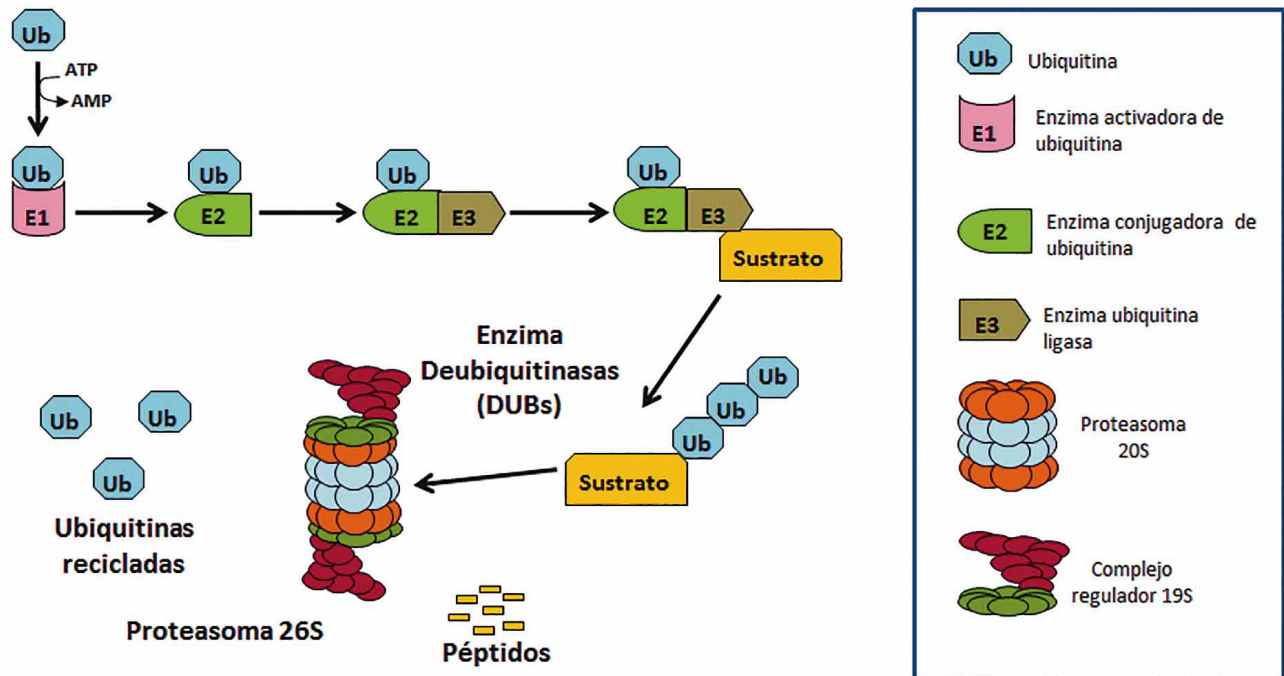 Ub
ATP
AMP
Ub
E1
Ub
E2
Ub
E2
E3
Ub
E2
E3
Sustrato
Enzima
Deubiquitinasas
(DUBs)
Ub
Ub
Ub
Sustrato
Ub
Ub
Ub
Ubiquitinas
recicladas
Proteasoma 26S
Péptidos
Ub
Ubiquitina
E1
Enzima activadora de
ubiquitina
E2
Enzima conjugadora de
ubiquitina
E3
Enzima ubiquitina
ligasa
Proteasoma
20S
Complejo
regulador 19S